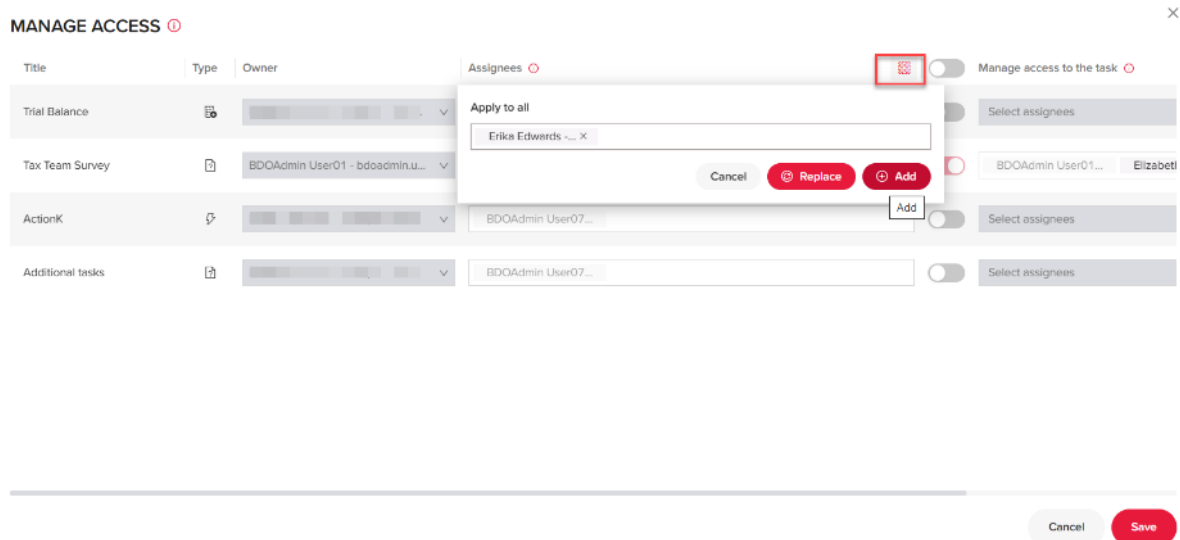 MANAGE ACCESS
Title Type Owner Assignees Manage access to the task
Apply to all
Erika Edwards -...
Cancel Replace Add
Add
Trial Balance Select assignees
Tax Team Survey BDOAdmin User01 - bdoadmin.u... BDOAdmin User01... Elizabeth
ActionK BDOAdmin User07... Select assignees
Additional tasks BDOAdmin User07... Select assignees
Cancel Save